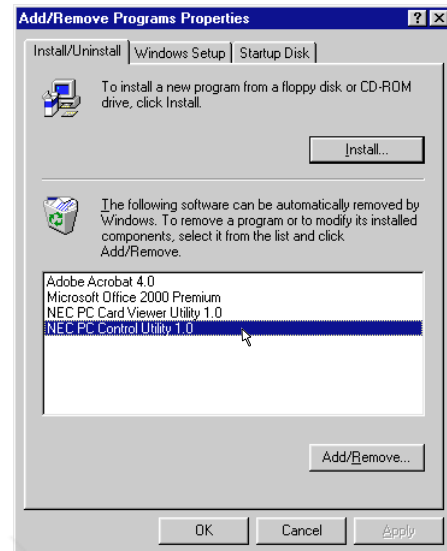 Add/Remove Programs Properties
Install/Uninstall Windows Setup Startup Disk
To install a new program from a floppy disk or CD-ROM
drive, click Install.
Install...
The following software can be automatically removed by
Windows. To remove a program or to modify its installed
components, select it from the list and click
Add/Remove.
Adobe Acrobat 4.0
Microsoft Office 2000 Premium
NEC PC Card Viewer Utility 1.0
NEC PC Control Utility 1.0
Add/Remove...
OK Cancel Apply